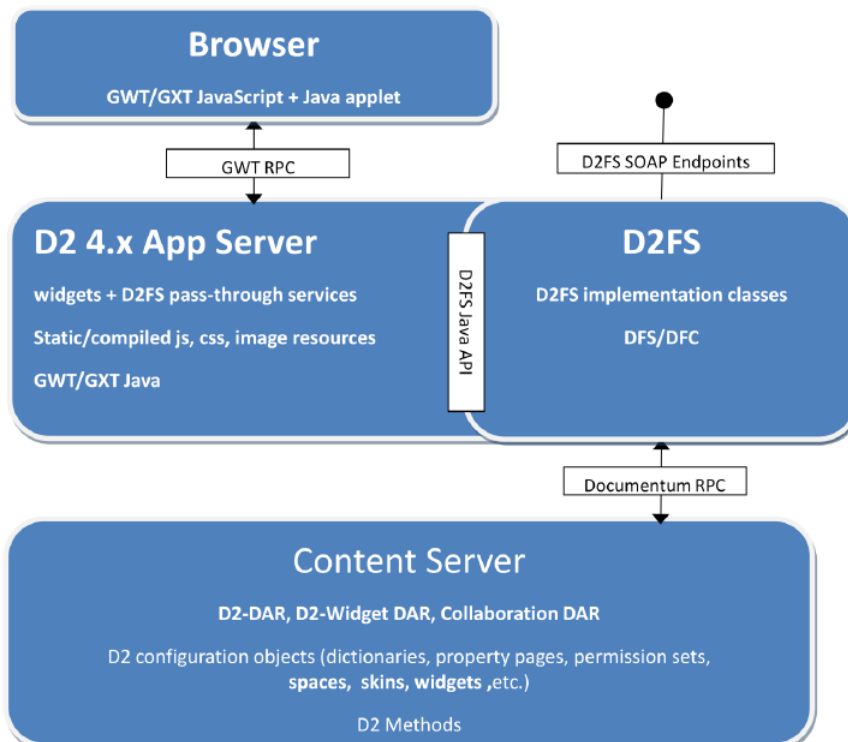 Browser
GWT/GXT JavaScript + Java applet
GWT RPC
D2FS SOAP Endpoints
D2 4.x App Server
widgets + D2FS pass-through services
Static/compiled js, css, image resources
GWT/GXT Java
D2FS Java API
D2FS
D2FS implementation classes
DFS/DFC
Documentum RPC
Content Server
D2-DAR, D2-Widget DAR, Collaboration DAR
D2 configuration objects (dictionaries, property pages, permission sets,
spaces, skins, widgets ,etc.)
D2 Methods